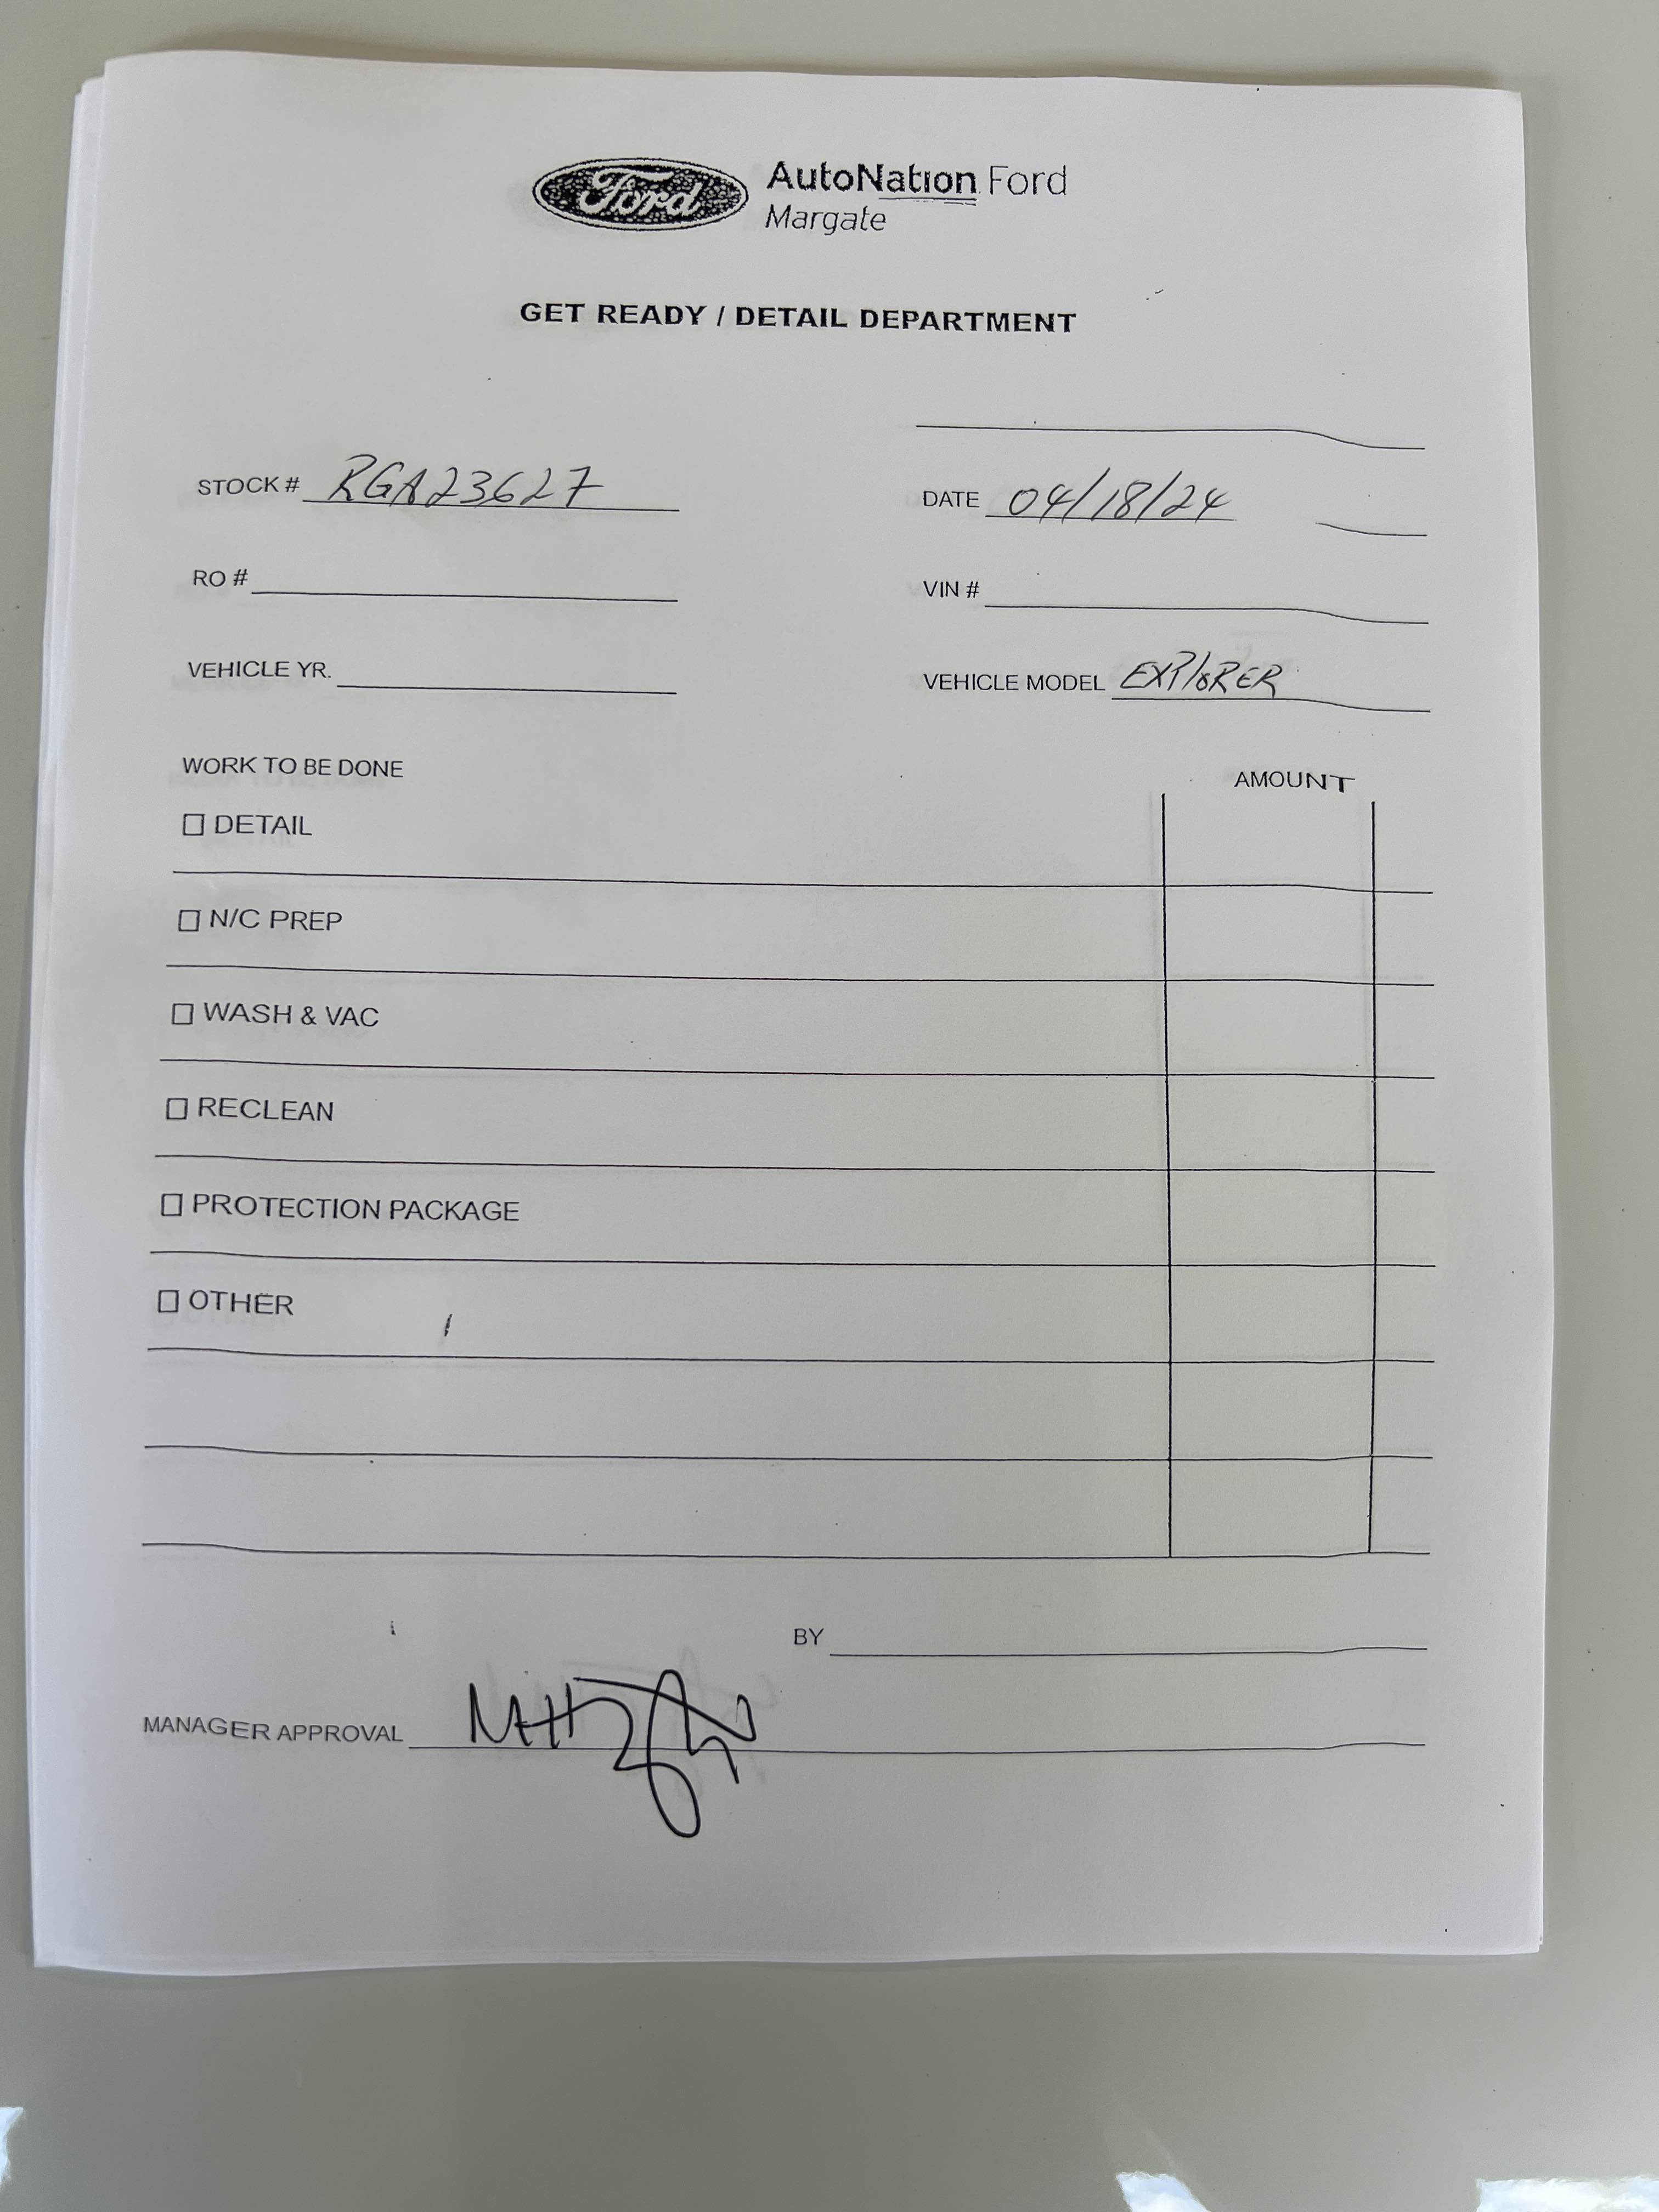 Ford AutoNation Ford
Margate
GET READY / DETAIL DEPARTMENT
STOCK # RGA23627 DATE 04/18/24
RO # VIN #
VEHICLE YR. VEHICLE MODEL EXPlORER
WORK TO BE DONE AMOUNT
DETAIL
N/C PREP
WASH & VAC
RECLEAN
PROTECTION PACKAGE
OTHER
BY
MANAGER APPROVAL